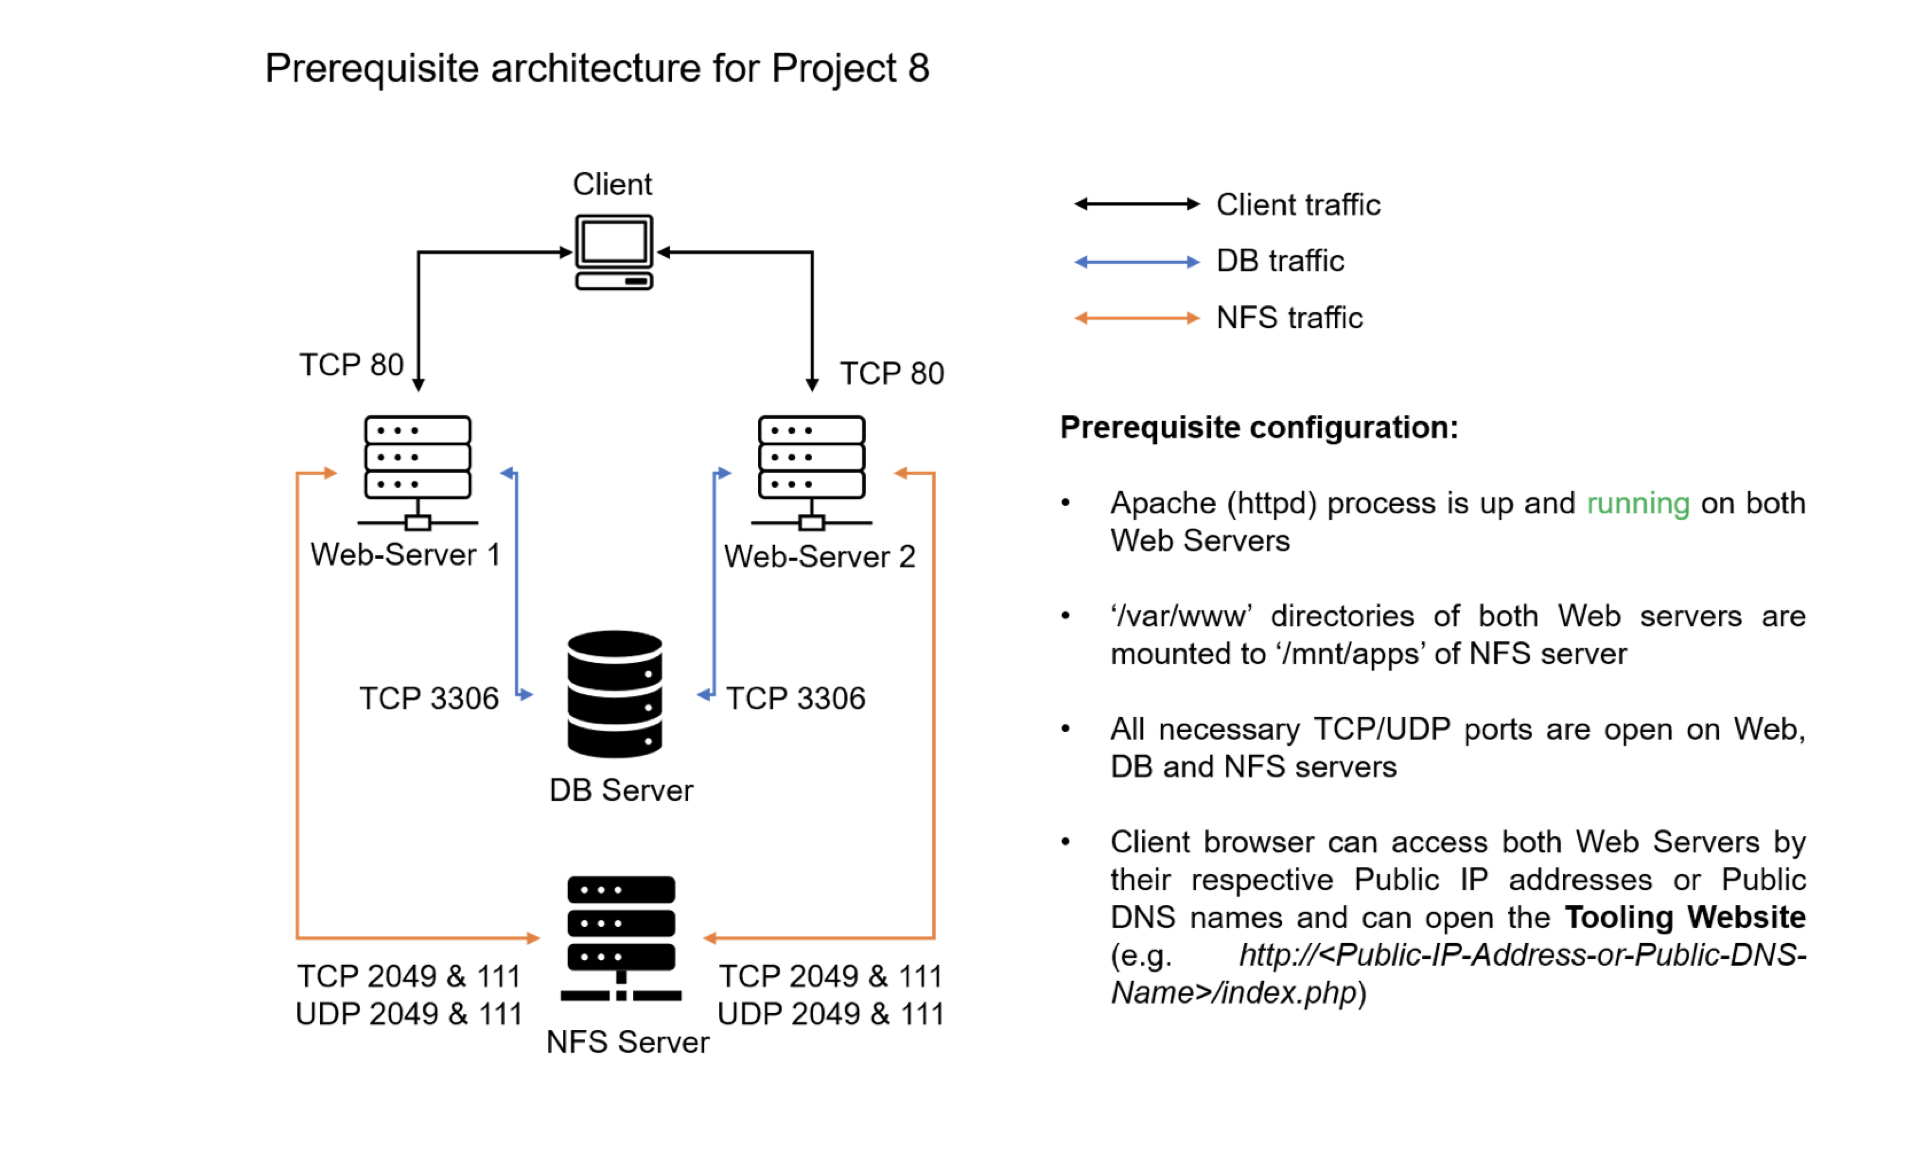 Prerequisite architecture for Project 8
Client
Client traffic
DB traffic
NFS traffic
TCP 80
TCP 80
Web-Server 1
Web-Server 2
TCP 3306
TCP 3306
DB Server
TCP 2049 & 111
UDP 2049 & 111
TCP 2049 & 111
UDP 2049 & 111
NFS Server
Prerequisite configuration:
• Apache (httpd) process is up and running on both
Web Servers
• ‘/var/www’ directories of both Web servers are
mounted to ‘/mnt/apps’ of NFS server
• All necessary TCP/UDP ports are open on Web,
DB and NFS servers
• Client browser can access both Web Servers by
their respective Public IP addresses or Public
DNS names and can open the Tooling Website
(e.g. http://<Public-IP-Address-or-Public-DNS-
Name>/index.php)